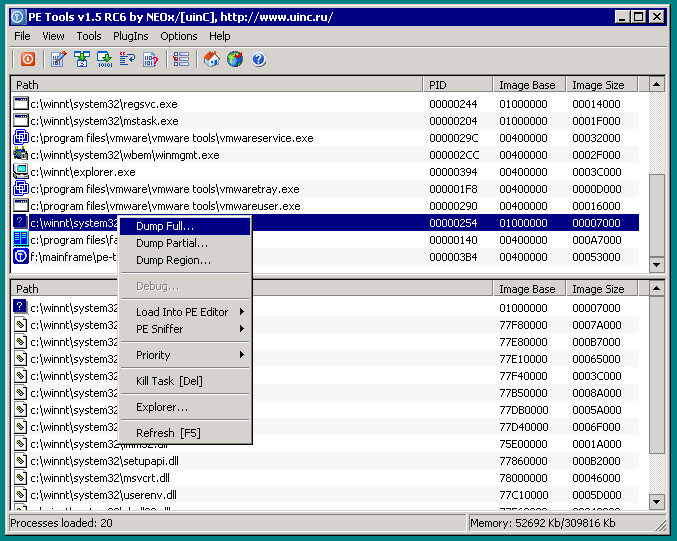 PE Tools v1.5 RC6 by NEOx/[uinC], http://www.uinc.ru/
File View Tools PlugIns Options Help
Path PID Image Base Image Size
c:\winnt\system32\regsvc.exe 00000244 01000000 00014000
c:\winnt\system32\mstask.exe 00000204 01000000 0001F000
c:\program files\vmware\vmware tools\vmwareservice.exe 0000029C 00400000 00032000
c:\winnt\system32\wbem\winmgmt.exe 000002CC 00400000 0002F000
c:\winnt\explorer.exe 00000394 00400000 0003C000
c:\program files\vmware\vmware tools\vmwaretray.exe 000001F8 00400000 0000D000
c:\program files\vmware\vmware tools\vmwareuser.exe 00000290 00400000 00016000
c:\winnt\system32 00000254 01000000 00007000
c:\program files\fa 00000140 00400000 000A7000
f:\mainframe\pe-t 000003B4 00400000 00053000
Dump Full...
Dump Partial...
Dump Region...
Debug...
Load Into PE Editor
PE Sniffer
Priority
Kill Task [Del]
Explorer...
Refresh [F5]
Path Image Base Image Size
c:\winnt\system32 01000000 00007000
c:\winnt\system32 77F80000 0007A000
c:\winnt\system32 77E80000 000B7000
c:\winnt\system32 77E10000 00065000
c:\winnt\system32 77F40000 0003C000
c:\winnt\system32 77B50000 0008A000
c:\winnt\system32 77DB0000 0005A000
c:\winnt\system32 77D40000 0006F000
c:\winnt\system32\imm32.dll 75E00000 0001A000
c:\winnt\system32\setupapi.dll 77860000 000B2000
c:\winnt\system32\msvcrt.dll 78000000 00046000
c:\winnt\system32\userenv.dll 77C10000 0005D000
Processes loaded: 20 Memory: 52692 Kb/309816 Kb